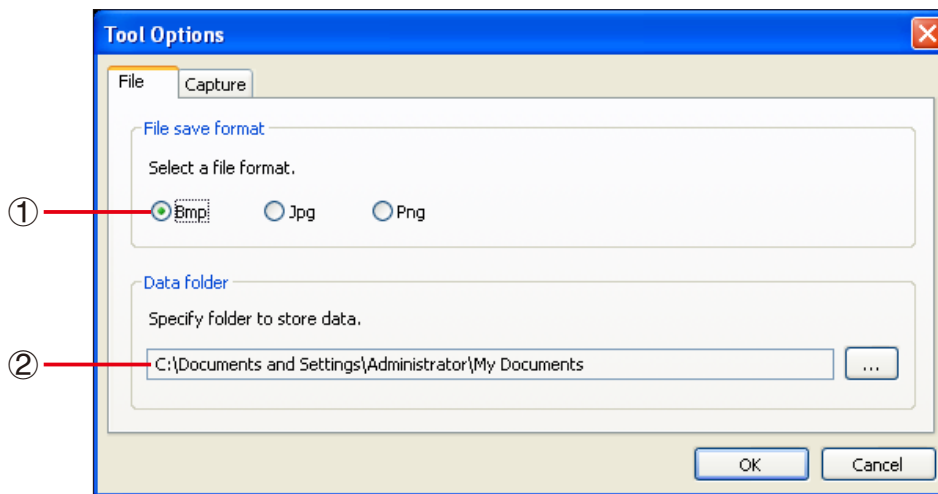 Tool Options
File Capture
File save format
Select a file format.
① Bmp Jpg Png
Data folder
Specify folder to store data.
② C:\Documents and Settings\Administrator\My Documents ...
OK Cancel